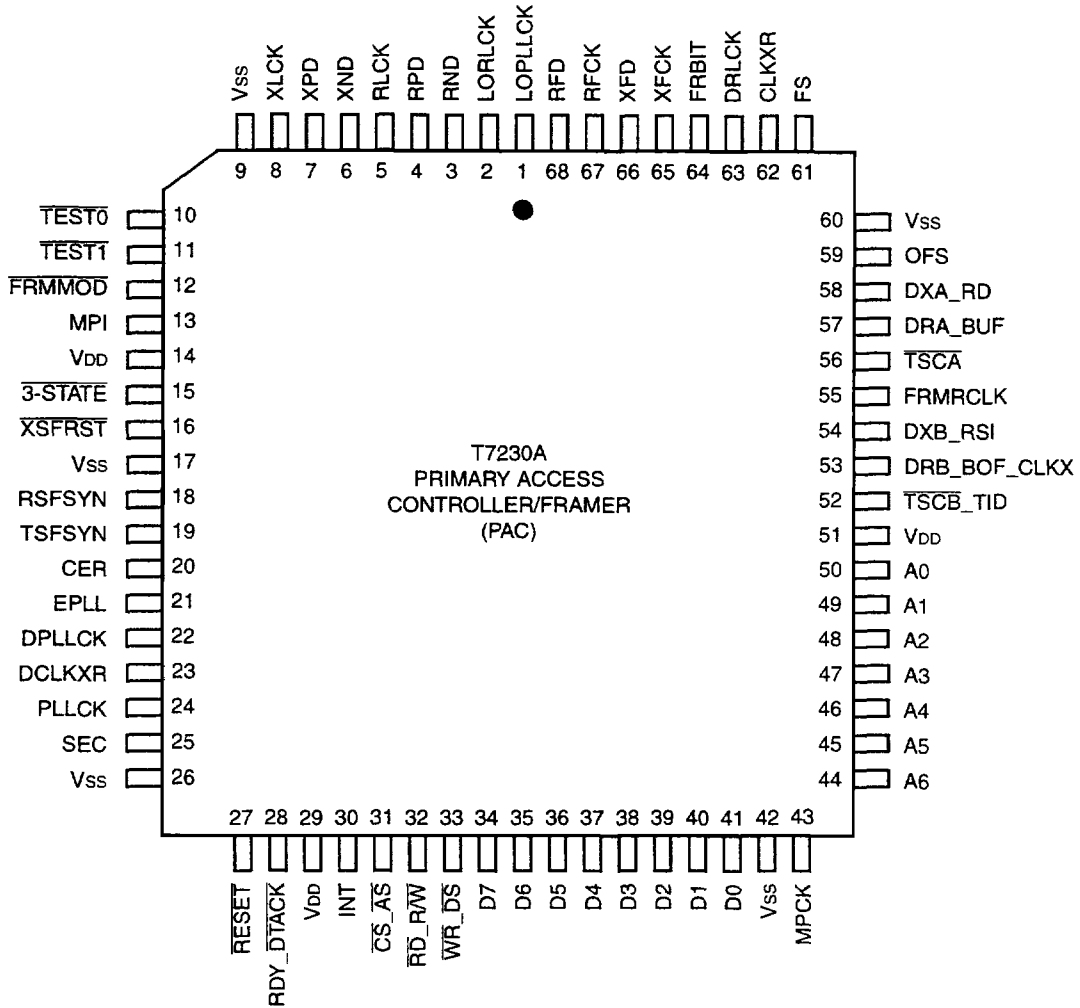 Vss XLCK XPD XND RLCK RPD RND LORLCK LOPLLCK RFD RFCK XFD XFCK FRBIT DRLCK CLKXR FS
9 8 7 6 5 4 3 2 1 68 67 66 65 64 63 62 61
TEST0 10
TEST1 11
FRMMOD 12
MPI 13
VDD 14
3-STATE 15
XSFRST 16
Vss 17
RSFSYN 18
TSFSYN 19
CER 20
EPLL 21
DPLLCK 22
DCLKXR 23
PLLCK 24
SEC 25
Vss 26
T7230A
PRIMARY ACCESS
CONTROLLER/FRAMER
(PAC)
60 Vss
59 OFS
58 DXA_RD
57 DRA_BUF
56 TSCA
55 FRMRCLK
54 DXB_RSI
53 DRB_BOF_CLKX
52 TSCB_TID
51 VDD
50 A0
49 A1
48 A2
47 A3
46 A4
45 A5
44 A6
27 28 29 30 31 32 33 34 35 36 37 38 39 40 41 42 43
RESET RDY_DTACK VDD INT CS_AS RD_R/W WR_DS D7 D6 D5 D4 D3 D2 D1 D0 Vss MPCK